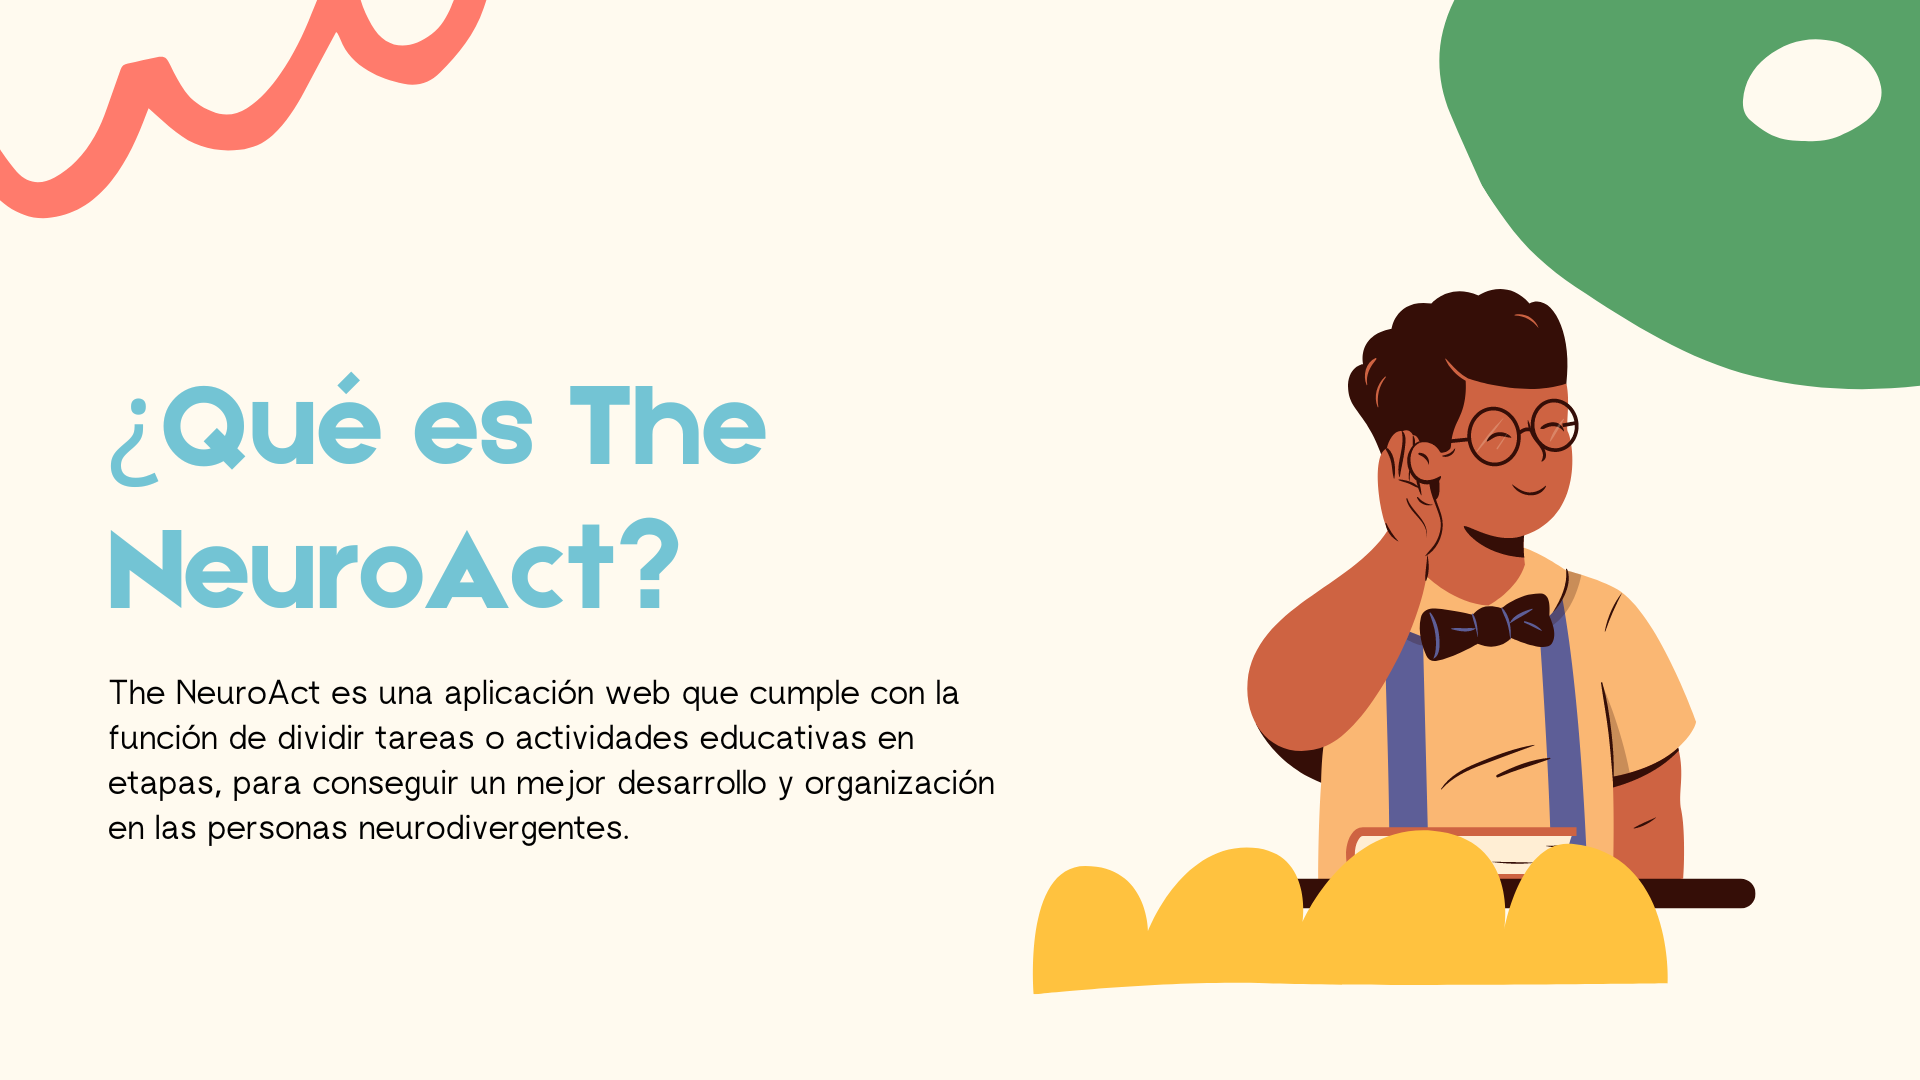 ¿Qué es The
NeuroAct?
The NeuroAct es una aplicación web que cumple con la
función de dividir tareas o actividades educativas en
etapas, para conseguir un mejor desarrollo y organización
en las personas neurodivergentes.